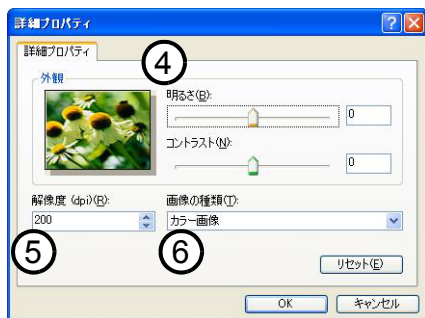 詳細プロパティ
詳細プロパティ
④
外観
明るさ(B):
0
コントラスト(N):
0
解像度 (dpi)(R):
画像の種類(T):
200
カラー画像
⑤
⑥
リセット(E)
OK
キャンセル